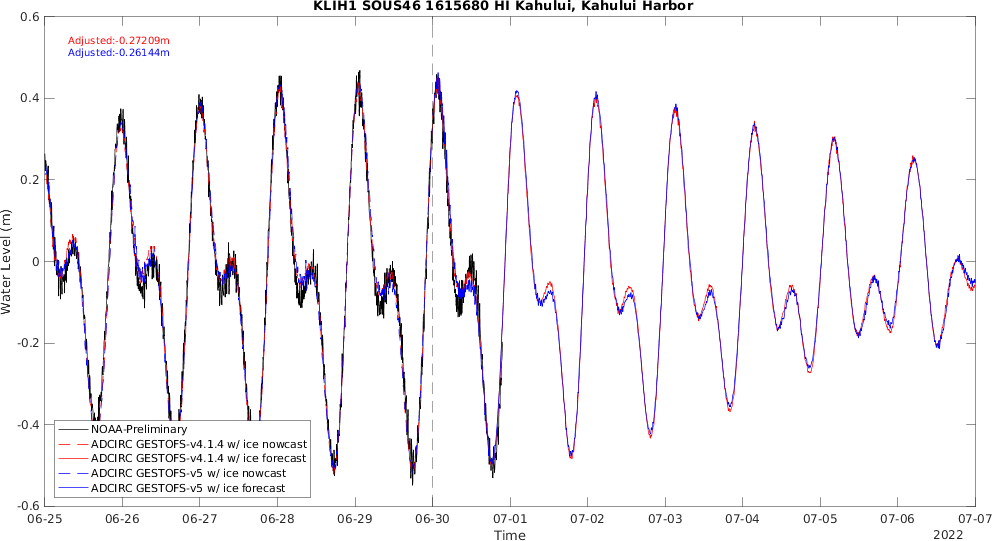 KLIH1 SOUS46 1615680 HI Kahului, Kahului Harbor
Adjusted:-0.27209m
Adjusted:-0.26144m
0.6
0.4
0.2
0
-0.2
-0.4
-0.6
Water Level (m)
NOAA-Preliminary
ADCIRC GESTOFS-v4.1.4 w/ ice nowcast
ADCIRC GESTOFS-v4.1.4 w/ ice forecast
ADCIRC GESTOFS-v5 w/ ice nowcast
ADCIRC GESTOFS-v5 w/ ice forecast
06-25 06-26 06-27 06-28 06-29 06-30 07-01 07-02 07-03 07-04 07-05 07-06 07-07
Time
2022